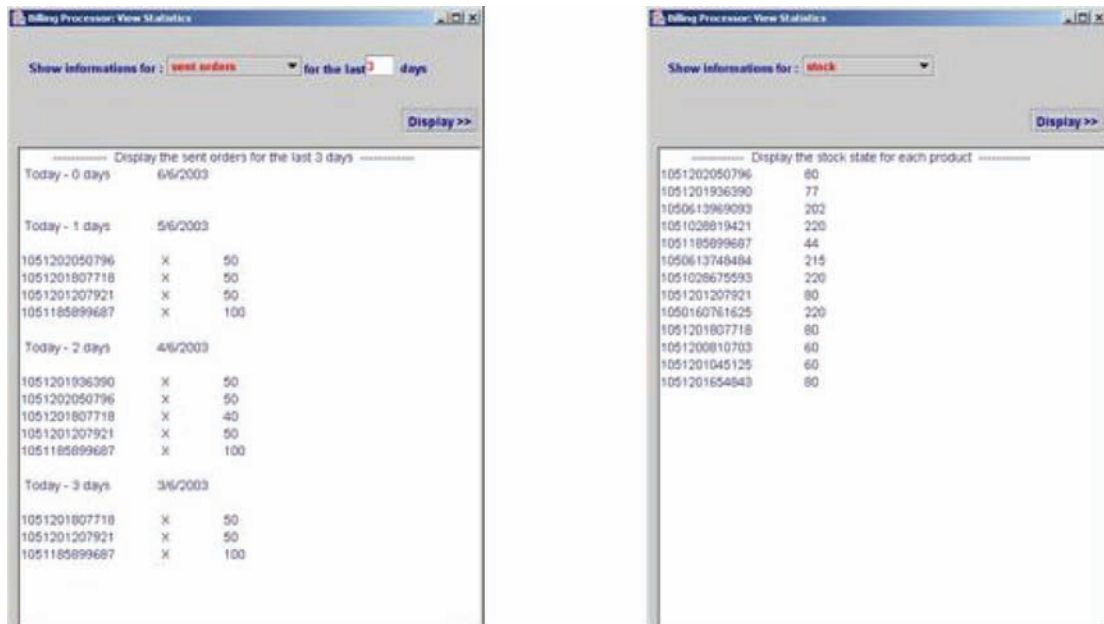 Billing Processor: View Statistics
Show informations for : sent orders for the last 3 days
Display >>
------------ Display the sent orders for the last 3 days ------------
Today - 0 days 6/6/2003
Today - 1 days 5/6/2003
1051202050796 X 50
1051201807718 X 50
1051201207921 X 50
1051185899687 X 100
Today - 2 days 4/6/2003
1051201936390 X 50
1051202050796 X 50
1051201807718 X 40
1051201207921 X 50
1051185899687 X 100
Today - 3 days 3/6/2003
1051201807718 X 50
1051201207921 X 50
1051185899687 X 100
Billing Processor: View Statistics
Show informations for : stock
Display >>
------------ Display the stock state for each product ------------
1051202050796 80
1051201936390 77
1050613969093 202
1051028819421 220
1051185899687 44
1050613748484 215
1051028675593 220
1051201207921 80
1050160761625 220
1051201807718 80
1051200810703 60
1051201045125 60
1051201654843 80